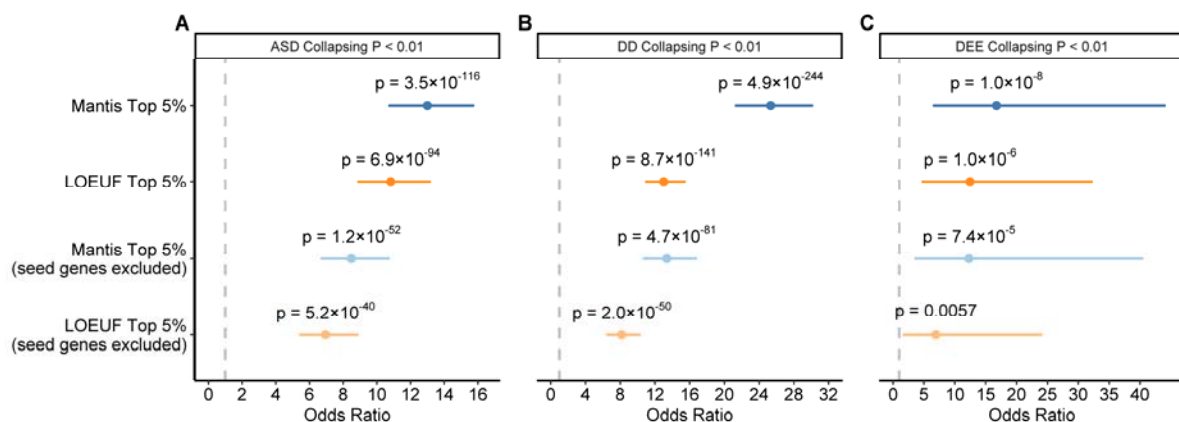 A
B
C
ASD Collapsing P < 0.01
DD Collapsing P < 0.01
DEE Collapsing P < 0.01
Mantis Top 5%
p = 3.5×10⁻¹¹⁶
p = 4.9×10⁻²⁴⁴
p = 1.0×10⁻⁸
LOEUF Top 5%
p = 6.9×10⁻⁹⁴
p = 8.7×10⁻¹⁴¹
p = 1.0×10⁻⁶
Mantis Top 5%
(seed genes excluded)
p = 1.2×10⁻⁵²
p = 4.7×10⁻⁸¹
p = 7.4×10⁻⁵
LOEUF Top 5%
(seed genes excluded)
p = 5.2×10⁻⁴⁰
p = 2.0×10⁻⁵⁰
p = 0.0057
0 2 4 6 8 10 12 14 16
0 4 8 12 16 20 24 28 32
0 5 10 15 20 25 30 35 40
Odds Ratio
Odds Ratio
Odds Ratio